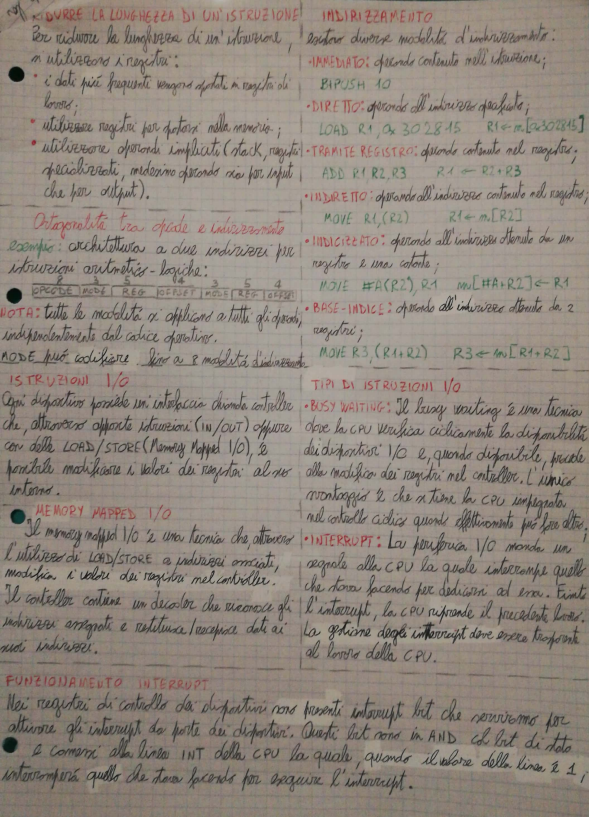 RIDURRE LA LUNGHEZZA DI UN'ISTRUZIONE
Per ridurre la lunghezza di un'istruzione,
si utilizzano i registri:
• i dati più frequenti vengono spostati in registri di
lavoro;
• utilizzare registri per spostarsi nella memoria;
• utilizzare operandi impliciti (stack, registri
specializzati, medesimo operando sia per input
che per output).
Ortogonalità tra opcode e indirizzamento
esempio: architettura a due indirizzi per
istruzioni aritmetico-logiche:
3 5 4 3 5 4
OPCODE MODE REG OFFSET MODE REG OFFSET
NOTA: tutte le modalità si applicano a tutti gli operandi,
indipendentemente dal codice operativo.
MODE può codificare fino a 8 modalità d'indirizzamento
ISTRUZIONI I/O
Ogni dispositivo possiede un'interfaccia chiamata controller
che, attraverso apposite istruzioni (IN/OUT) oppure
con delle LOAD/STORE (Memory Mapped I/O), è
possibile modificare i valori dei registri al suo
interno.
MEMORY MAPPED I/O
Il memory mapped I/O è una tecnica che, attraverso
l'utilizzo di LOAD/STORE a indirizzi associati,
modifica i valori dei registri nel controller.
Il controller contiene un decoder che riconosce gli
indirizzi assegnati e restituisce/recepisce dati ai
suoi indirizzi.
INDIRIZZAMENTO
esistono diverse modalità d'indirizzamento:
• IMMEDIATO: operando contenuto nell'istruzione;
BIPUSH 10
• DIRETTO: operando all'indirizzo specificato;
LOAD R1, 0x302815 R1 ← m[0x302815]
• TRAMITE REGISTRO: operando contenuto nel registro;
ADD R1 R2, R3 R1 ← R2+R3
• INDIRETTO: operando all'indirizzo contenuto nel registro;
MOVE R1, (R2) R1 ← m[R2]
• INDICIZZATO: operando all'indirizzo ottenuto da un
registro e una costante;
MOVE #A(R2), R1 m[#A+R2] ← R1
• BASE-INDICE: operando all'indirizzo ottenuto da 2
registri;
MOVE R3, (R1+R2) R3 ← m[R1+R2]
TIPI DI ISTRUZIONI I/O
• BUSY WAITING: Il busy waiting è una tecnica
dove la CPU verifica ciclicamente la disponibilità
dei dispositivi I/O e, quando disponibile, procede
alla modifica dei registri nel controller. L'unico
svantaggio è che si tiene la CPU impegnata
nel controllo ciclico quando effettivamente può fare altro;
• INTERRUPT: La periferica I/O manda un
segnale alla CPU la quale interrompe quello
che stava facendo per dedicarsi ad essa. Finito
l'interrupt, la CPU riprende il precedente lavoro.
La gestione degli interrupt deve essere trasparente
al lavoro della CPU.
FUNZIONAMENTO INTERRUPT
Nei registri di controllo dei dispositivi sono presenti interrupt bit che serviranno per
attivare gli interrupt da parte dei dispositivi. Questi bit sono in AND col bit di stato
e connessi alla linea INT della CPU la quale, quando il valore della linea è 1,
interromperà quello che stava facendo per eseguire l'interrupt.